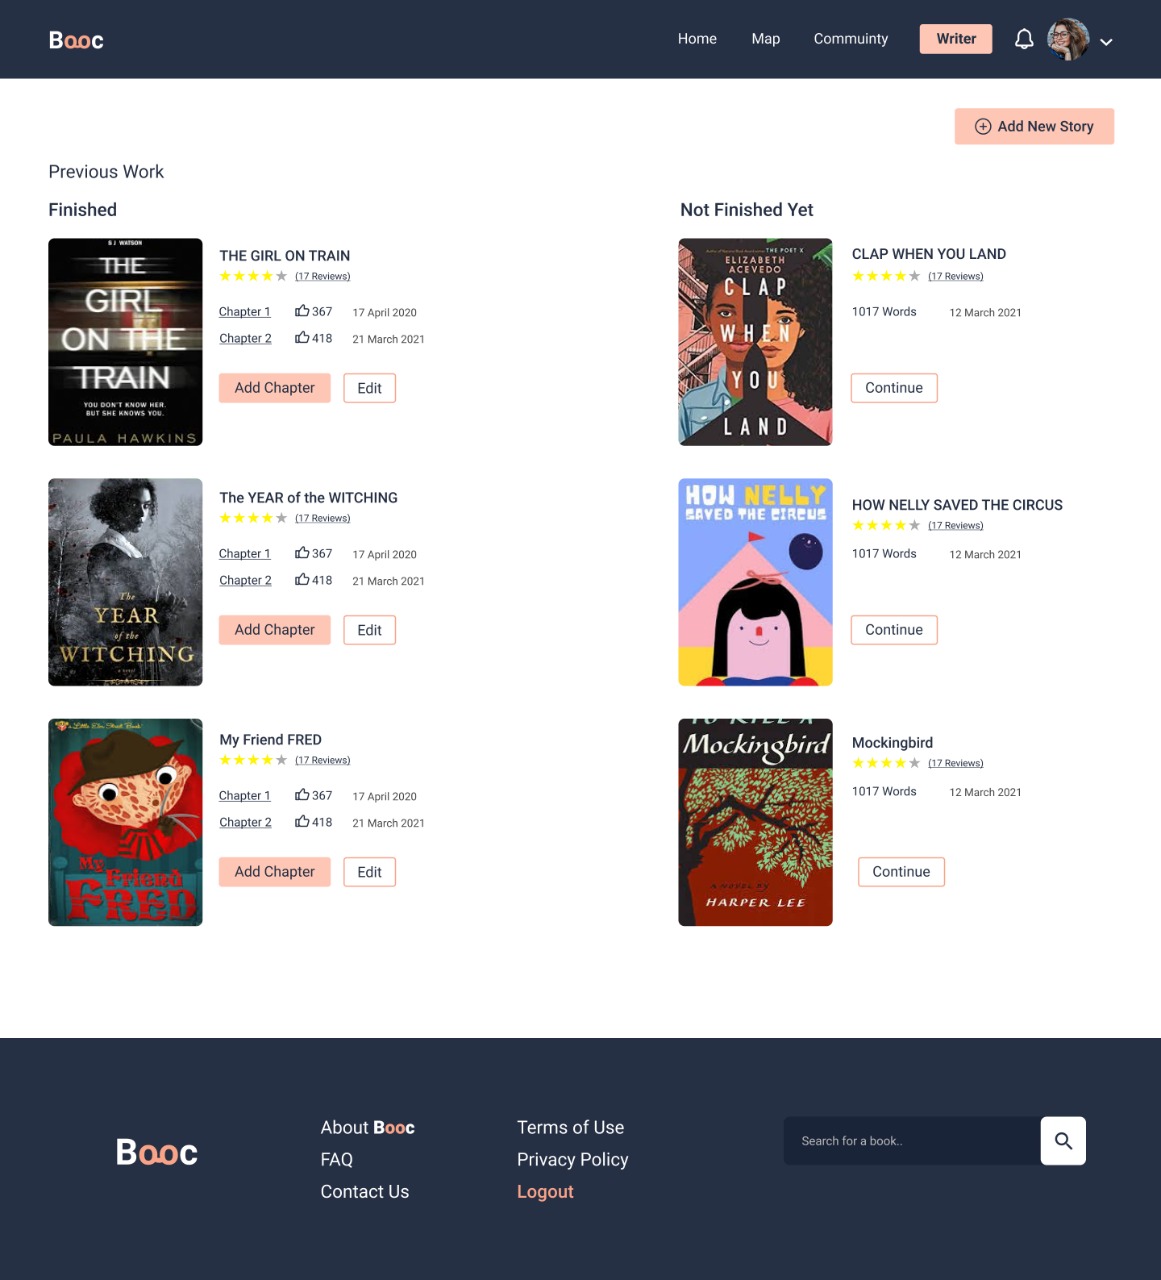 Booc
Home Map Commuinty Writer
Add New Story
Previous Work
Finished
S J WATSON
THE
GIRL
ON THE
TRAIN
YOU DON'T KNOW HER.
BUT SHE KNOWS YOU.
PAULA HAWKINS
THE GIRL ON TRAIN
(17 Reviews)
Chapter 1 367 17 April 2020
Chapter 2 418 21 March 2021
Add Chapter Edit
The
YEAR
of the
WITCHING
a novel
The YEAR of the WITCHING
(17 Reviews)
Chapter 1 367 17 April 2020
Chapter 2 418 21 March 2021
Add Chapter Edit
a Little Elm Street Book!
My
Friend
FRED
My Friend FRED
(17 Reviews)
Chapter 1 367 17 April 2020
Chapter 2 418 21 March 2021
Add Chapter Edit
Not Finished Yet
THE POET X
ELIZABETH
ACEVEDO
CLAP
WHEN
YOU
LAND
CLAP WHEN YOU LAND
(17 Reviews)
1017 Words 12 March 2021
Continue
HOW NELLY
SAVED THE CIRCUS
HOW NELLY SAVED THE CIRCUS
(17 Reviews)
1017 Words 12 March 2021
Continue
TO KILL A
Mockingbird
A NOVEL BY
HARPER LEE
Mockingbird
(17 Reviews)
1017 Words 12 March 2021
Continue
Booc
About Booc
FAQ
Contact Us
Terms of Use
Privacy Policy
Logout
Search for a book..